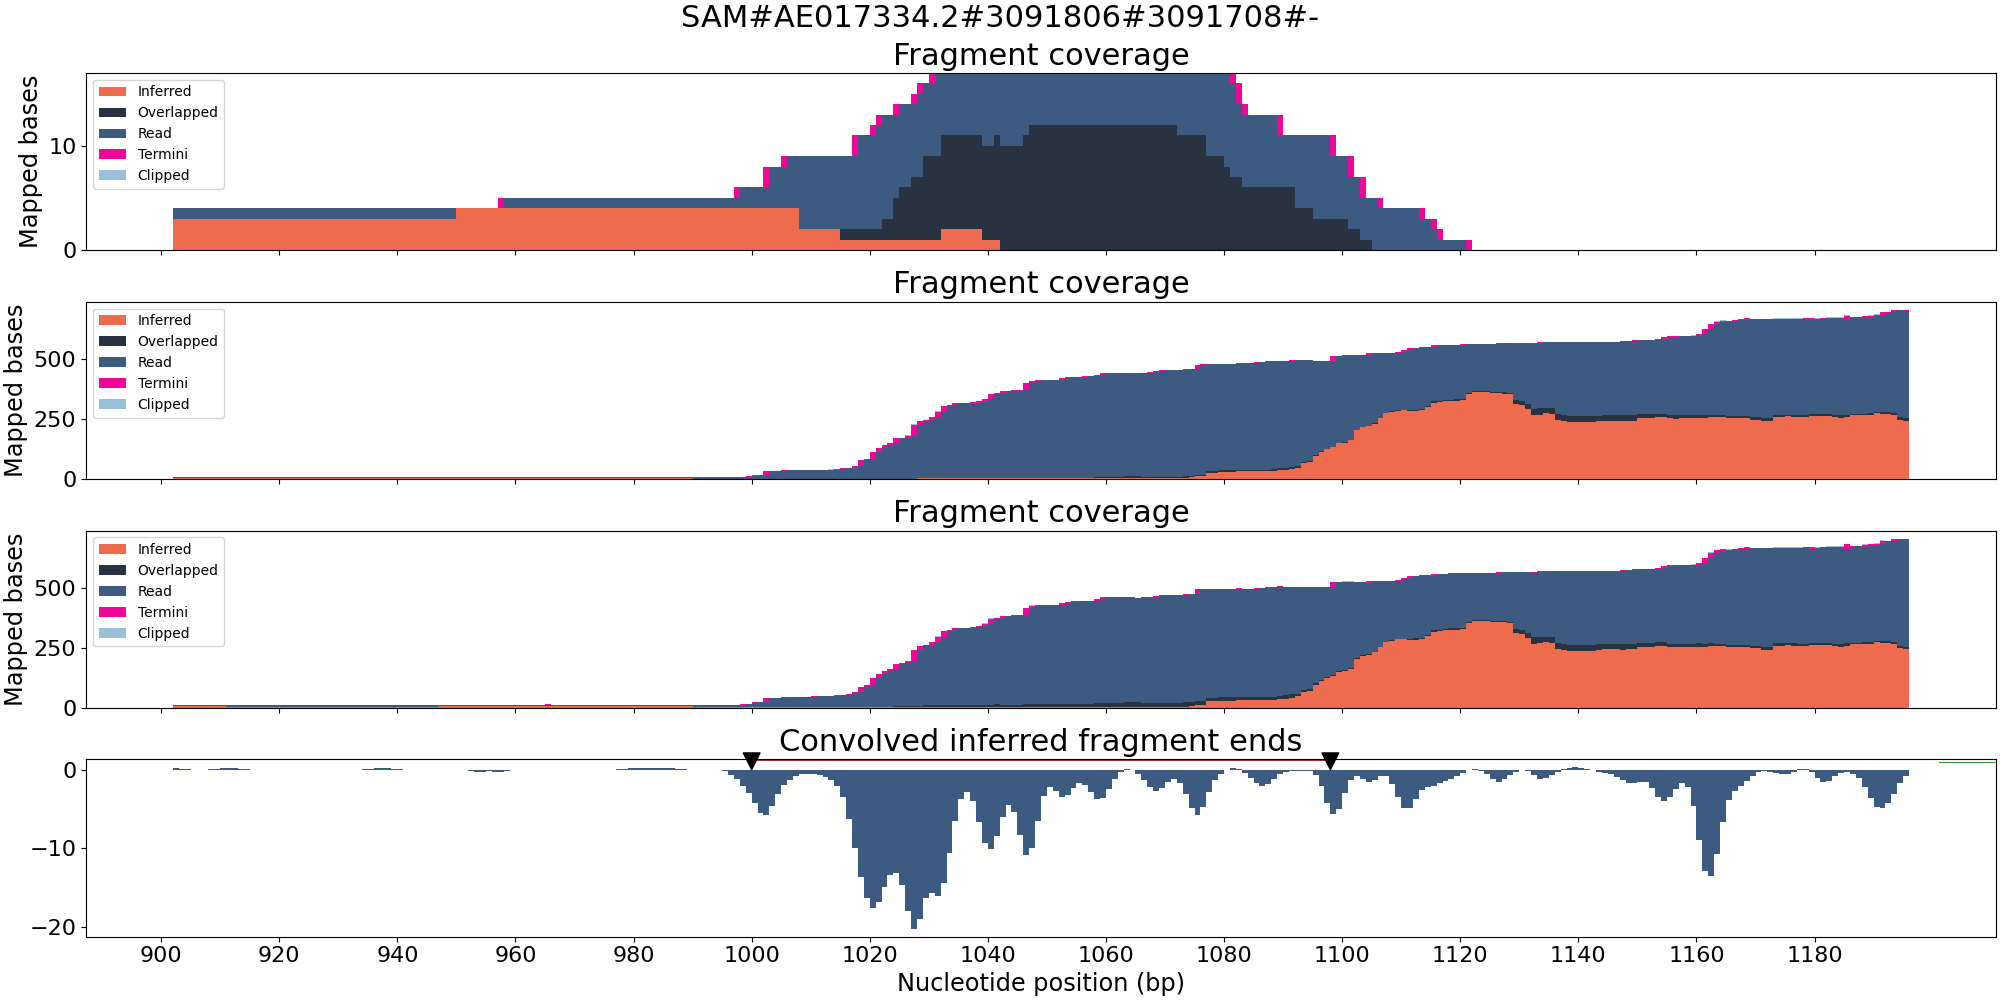 SAM#AE017334.2#3091806#3091708#-
Fragment coverage
Mapped bases
10
0
Inferred
Overlapped
Read
Termini
Clipped
Fragment coverage
Mapped bases
500
250
0
Inferred
Overlapped
Read
Termini
Clipped
Fragment coverage
Mapped bases
500
250
0
Inferred
Overlapped
Read
Termini
Clipped
Convolved inferred fragment ends
0
−10
−20
900 920 940 960 980 1000 1020 1040 1060 1080 1100 1120 1140 1160 1180
Nucleotide position (bp)